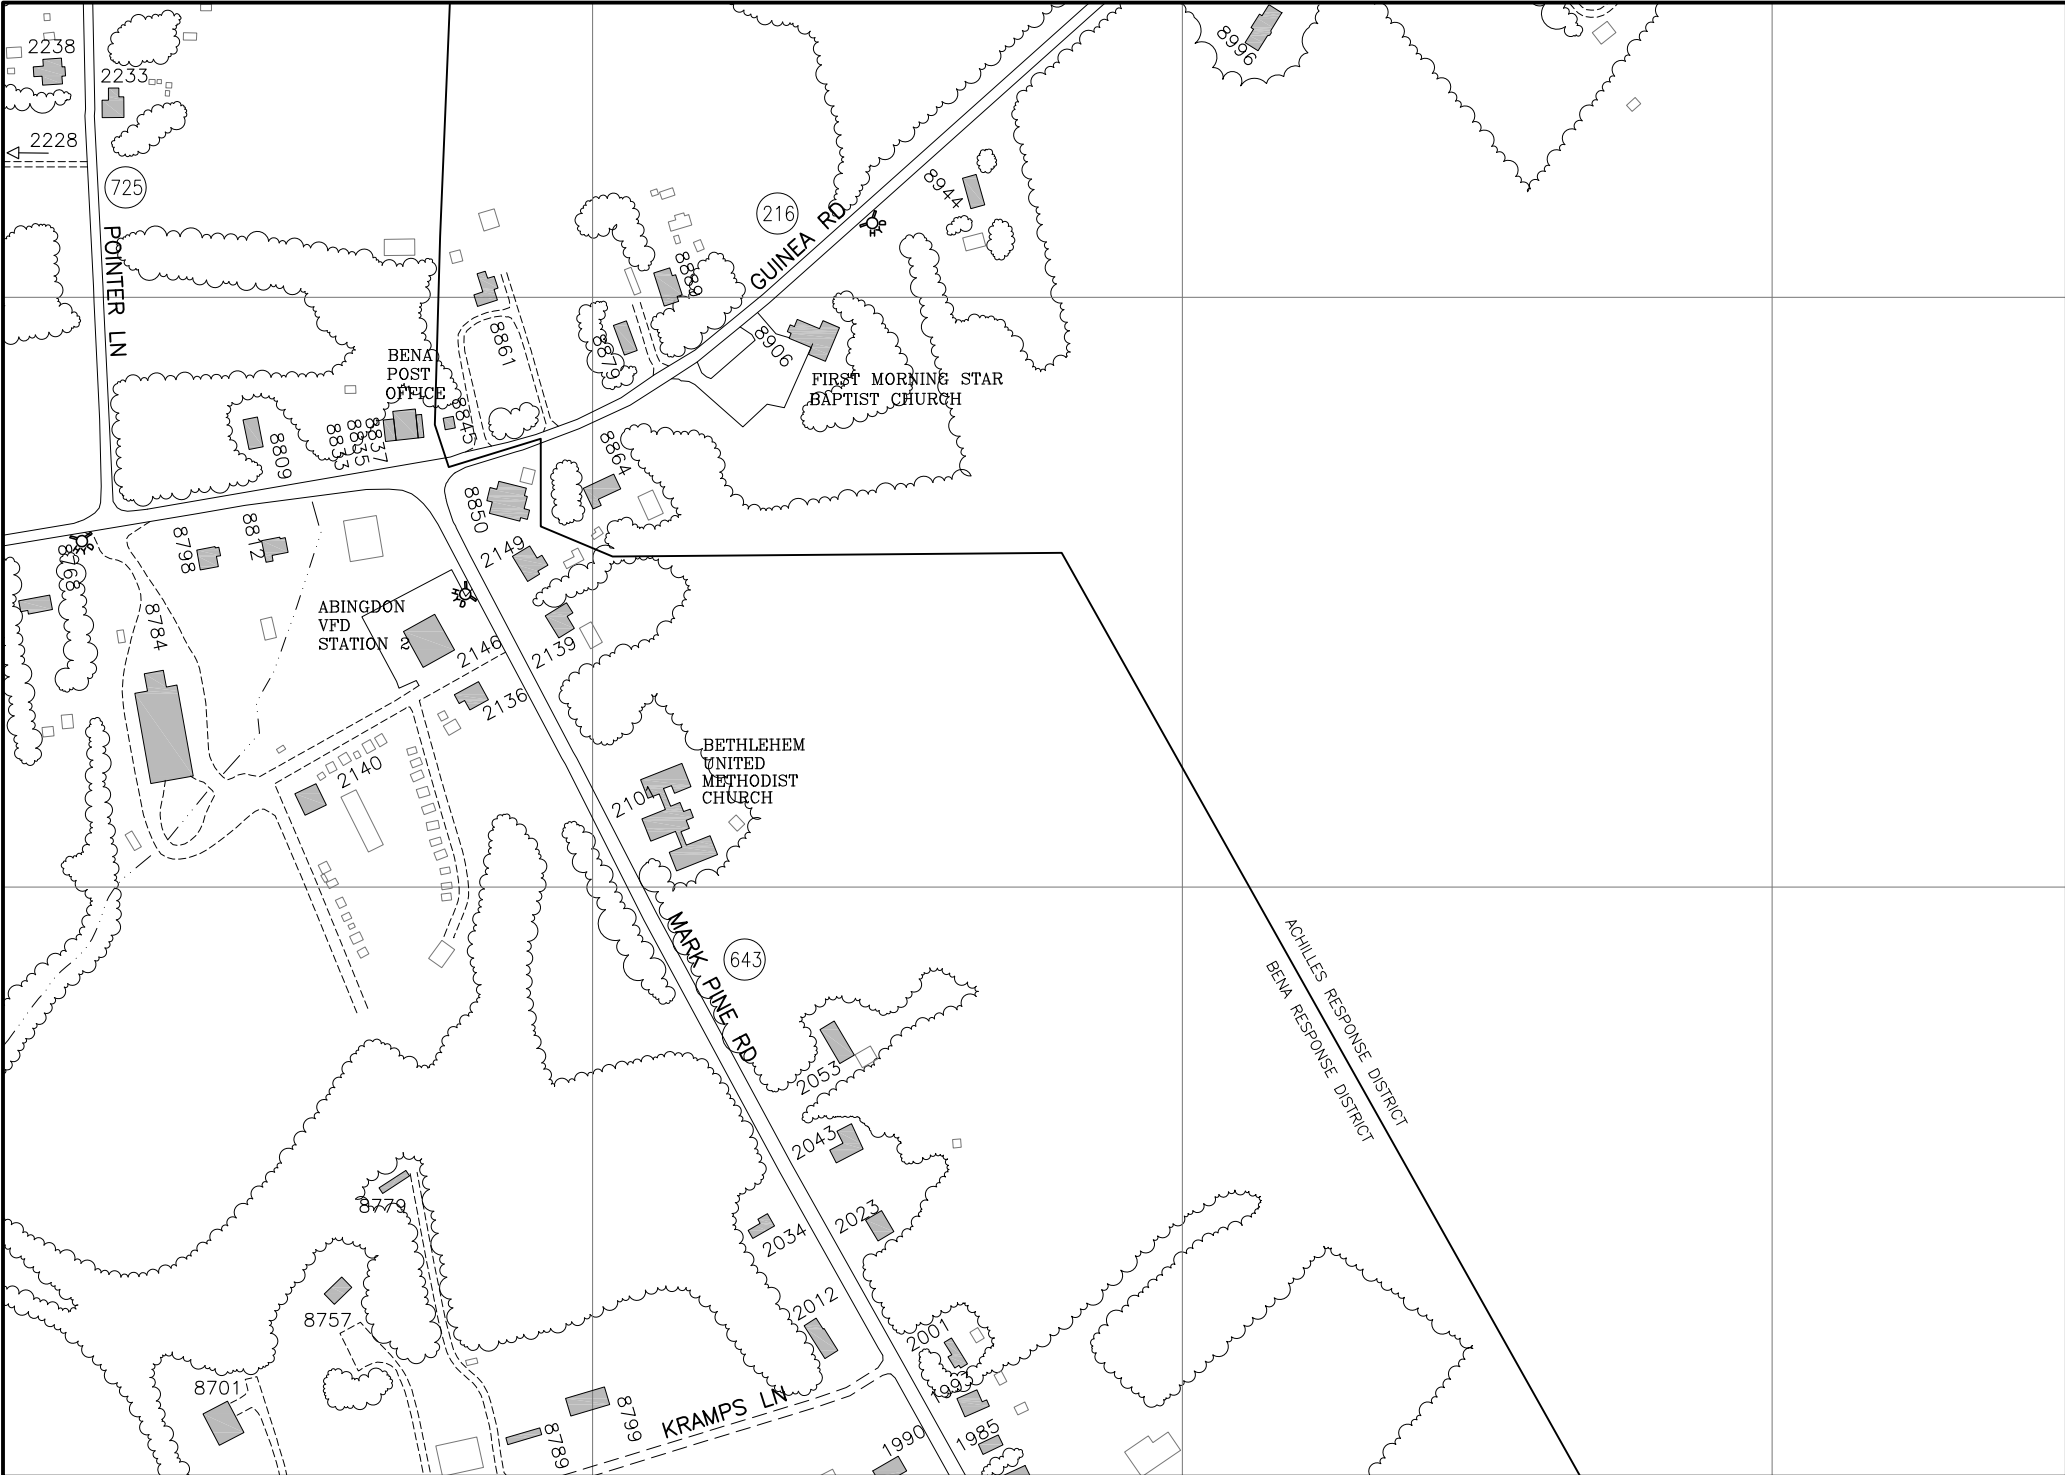 2238
2233
2228
725
POINTER LN
8996
8944
216
GUINEA RD
8889
8879
8861
8906
FIRST MORNING STAR
BAPTIST CHURCH
BENA
POST
OFFICE
8845
8837
8835
8833
8809
8864
8850
2149
8812
8798
8768
8784
ABINGDON
VFD
STATION 2
2146
2139
2136
2140
BETHLEHEM
UNITED
METHODIST
CHURCH
2101
MARK PINE RD
643
ACHILLES RESPONSE DISTRICT
BENA RESPONSE DISTRICT
2053
2043
2023
2034
2012
2001
1993
1985
1990
8779
8757
8701
8799
8789
KRAMPS LN